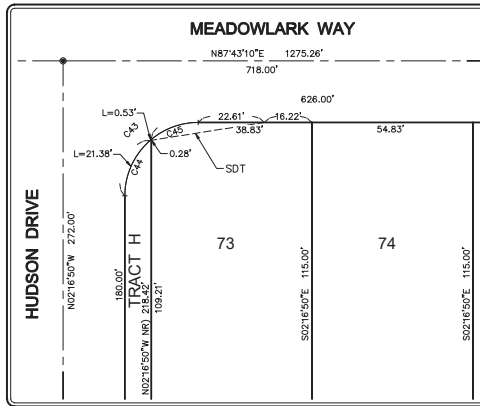 MEADOWLARK WAY
N87°43'10"E 1275.26'
718.00'
626.00'
L=0.53'
22.61'
16.22'
C43
C45
38.83'
54.83'
L=21.38'
0.28'
C44
SDT
HUDSON DRIVE
N02°16'50"W 272.00'
180.00'
TRACT H
N02°16'50"W NR) 218.42'
109.21'
73
S02°16'50"E 115.00'
74
S02°16'50"E 115.00'